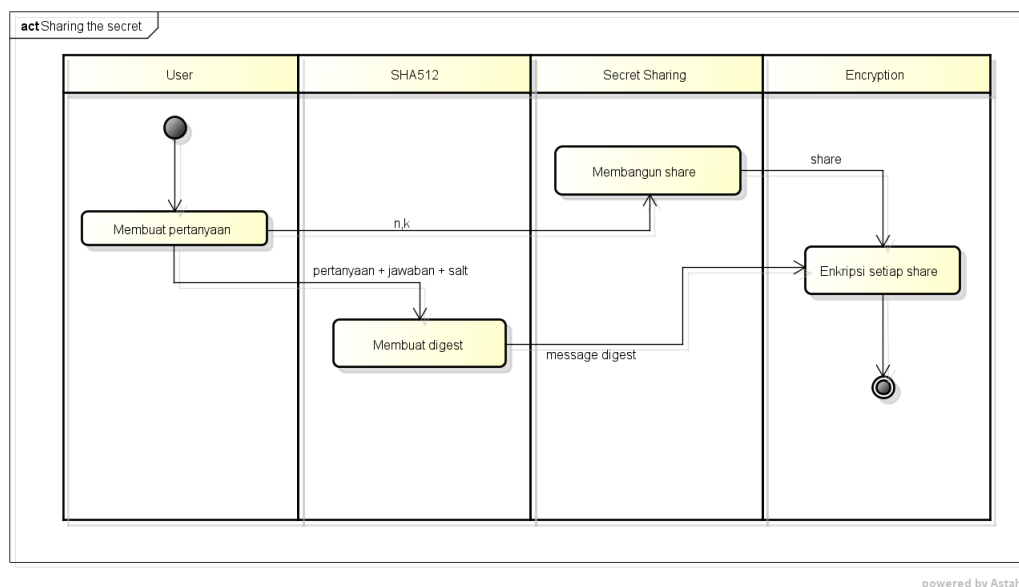 act Sharing the secret
User
SHA512
Secret Sharing
Encryption
Membangun share
share
Membuat pertanyaan
n,k
pertanyaan + jawaban + salt
Enkripsi setiap share
Membuat digest
message digest
powered by Astah